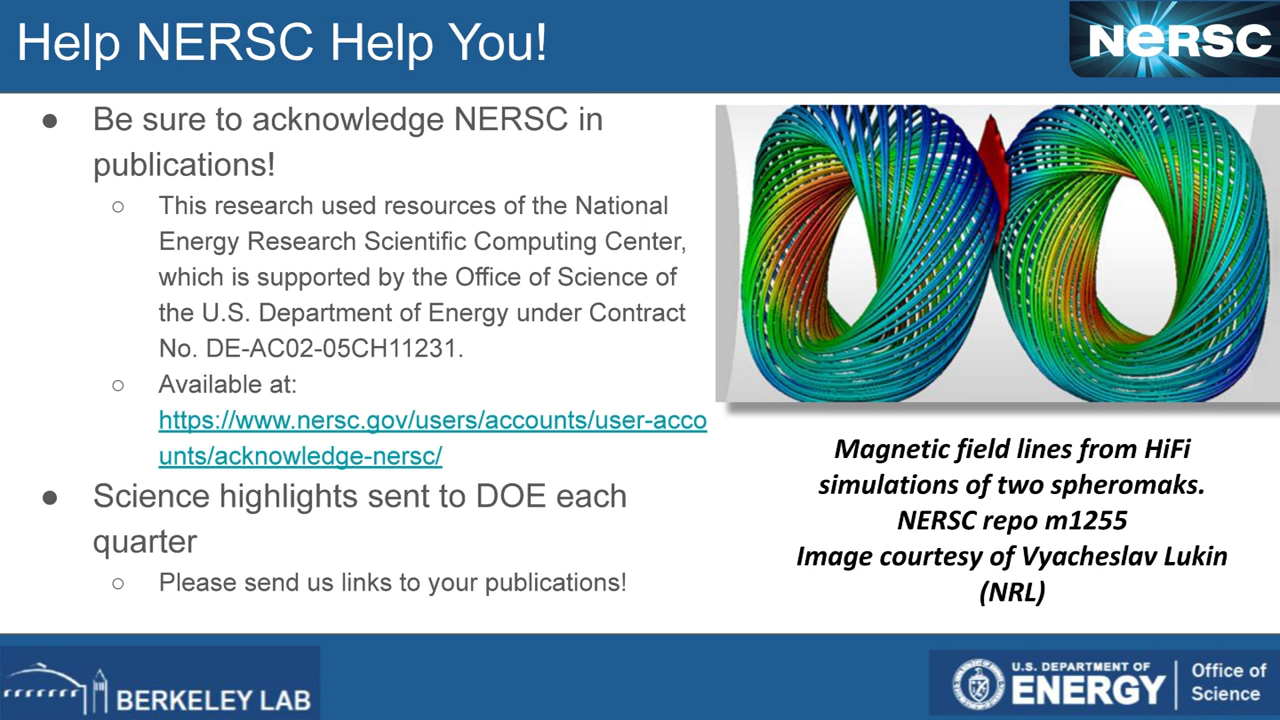 Help NERSC Help You!
NERSC
● Be sure to acknowledge NERSC in
publications!
○ This research used resources of the National
Energy Research Scientific Computing Center,
which is supported by the Office of Science of
the U.S. Department of Energy under Contract
No. DE-AC02-05CH11231.
○ Available at:
https://www.nersc.gov/users/accounts/user-acco
unts/acknowledge-nersc/
● Science highlights sent to DOE each
quarter
○ Please send us links to your publications!
Magnetic field lines from HiFi
simulations of two spheromaks.
NERSC repo m1255
Image courtesy of Vyacheslav Lukin
(NRL)
BERKELEY LAB
U.S. DEPARTMENT OF
ENERGY
Office of
Science